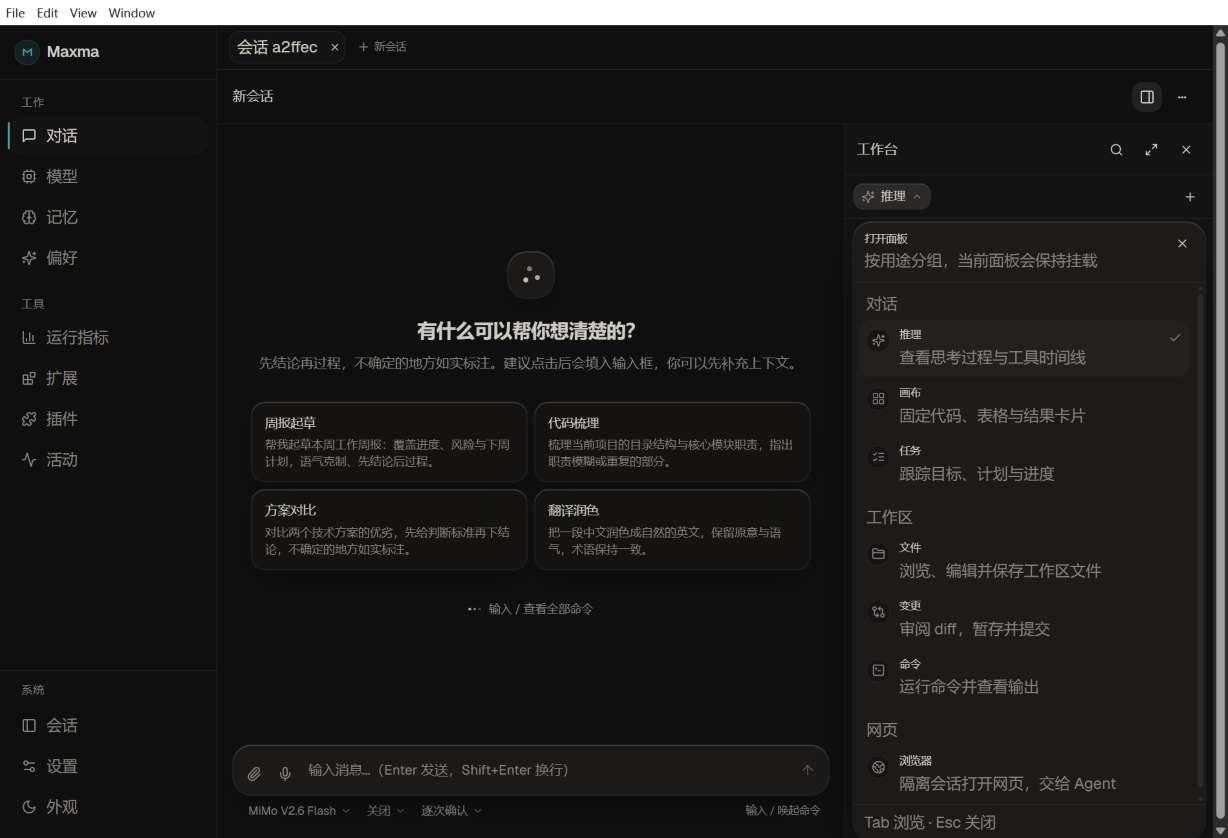 File Edit View Window
Maxma
会话 a2ffec × + 新会话
工作
对话
模型
记忆
偏好
工具
运行指标
扩展
插件
活动
系统
会话
设置
外观
新会话
有什么可以帮你想清楚的?
先结论再过程，不确定的地方如实标注。建议点击后会填入输入框，你可以先补充上下文。
周报起草
帮我起草本周工作周报：覆盖进度、风险与下周
计划，语气克制、先结论后过程。
代码梳理
梳理当前项目的目录结构与核心模块职责，指出
职责模糊或重复的部分。
方案对比
对比两个技术方案的优劣，先给判断标准再下结
论，不确定的地方如实标注。
翻译润色
把一段中文润色成自然的英文，保留原意与语
气，术语保持一致。
输入 / 查看全部命令
输入消息... （Enter 发送，Shift+Enter 换行）
MiMo V2.6 Flash 关闭 逐次确认 输入 / 唤起命令
工作台
推理
打开面板
按用途分组，当前面板会保持挂载
对话
推理
查看思考过程与工具时间线
画布
固定代码、表格与结果卡片
任务
跟踪目标、计划与进度
工作区
文件
浏览、编辑并保存工作区文件
变更
审阅 diff，暂存并提交
命令
运行命令并查看输出
网页
浏览器
隔离会话打开网页，交给 Agent
Tab 浏览 · Esc 关闭